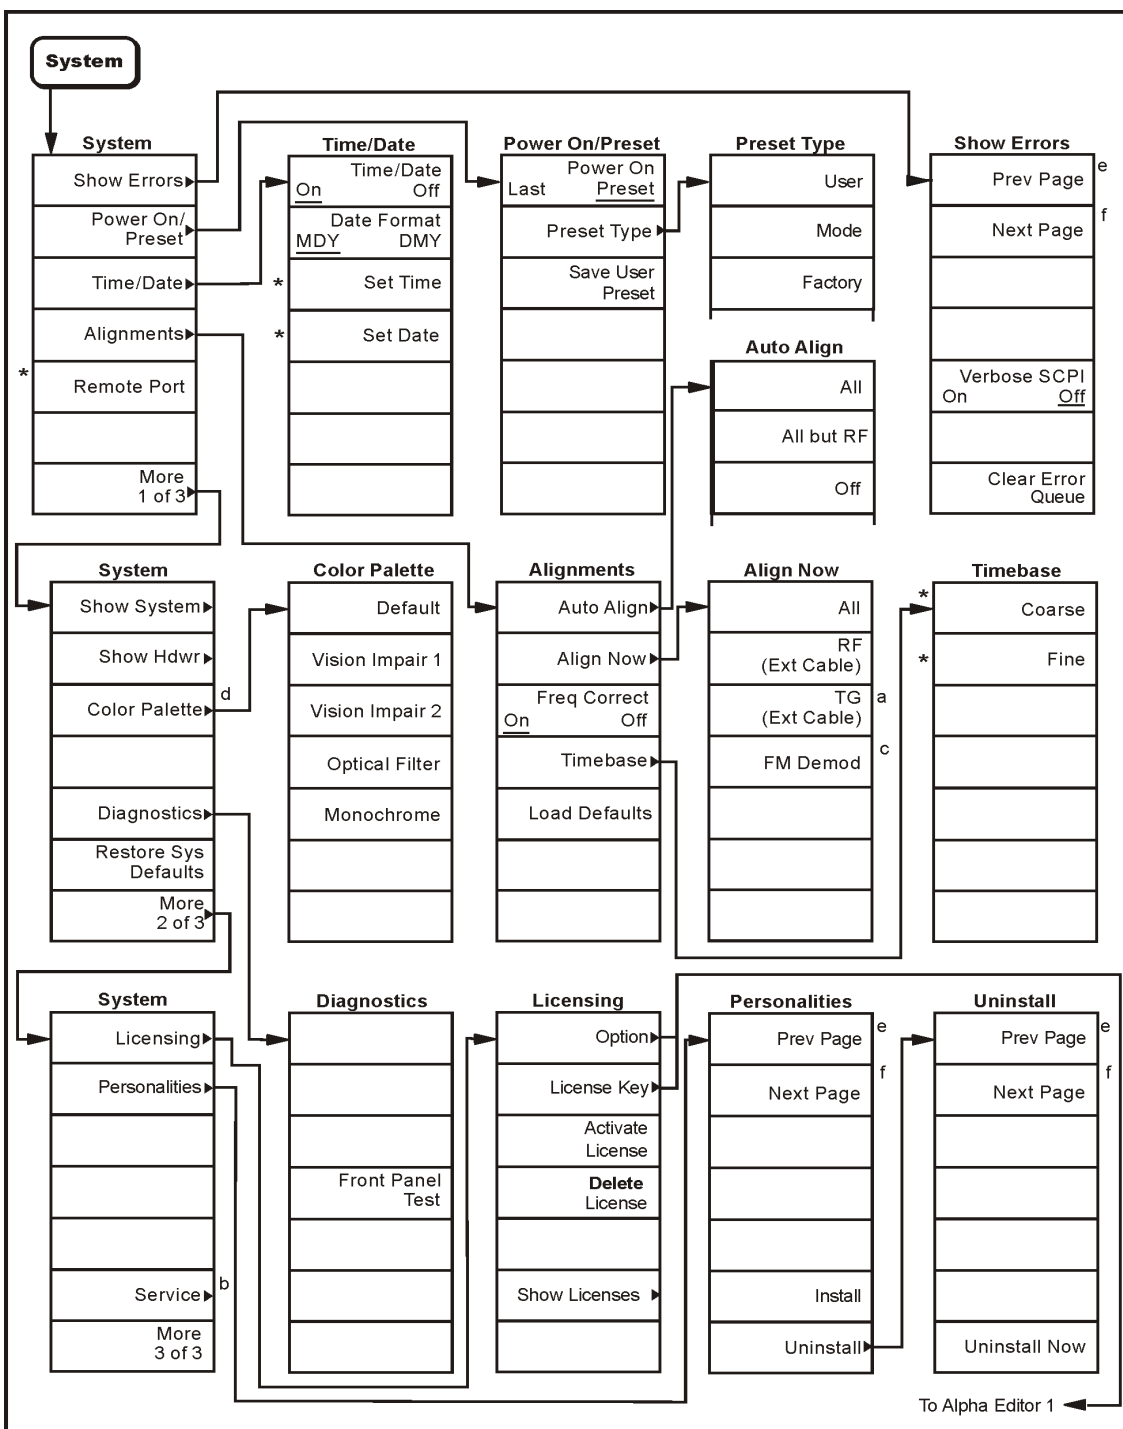 System
System
Show Errors
Power On/
Preset
Time/Date
Alignments
*
Remote Port
More
1 of 3
Time/Date
Time/Date
On Off
Date Format
MDY DMY
* Set Time
* Set Date
Power On/Preset
Power On
Last Preset
Preset Type
Save User
Preset
Preset Type
User
Mode
Factory
Auto Align
All
All but RF
Off
Show Errors
Prev Page e
Next Page f
Verbose SCPI
On Off
Clear Error
Queue
System
Show System
Show Hdwr
Color Palette d
Diagnostics
Restore Sys
Defaults
More
2 of 3
Color Palette
Default
Vision Impair 1
Vision Impair 2
Optical Filter
Monochrome
Alignments
Auto Align
Align Now
Freq Correct
On Off
Timebase
Load Defaults
Align Now
All
RF
(Ext Cable)
TG a
(Ext Cable)
FM Demod c
Timebase
* Coarse
* Fine
System
Licensing
Personalities
Service b
More
3 of 3
Diagnostics
Front Panel
Test
Licensing
Option
License Key
Activate
License
Delete
License
Show Licenses
Personalities
Prev Page e
Next Page f
Install
Uninstall
Uninstall
Prev Page e
Next Page f
Uninstall Now
To Alpha Editor 1